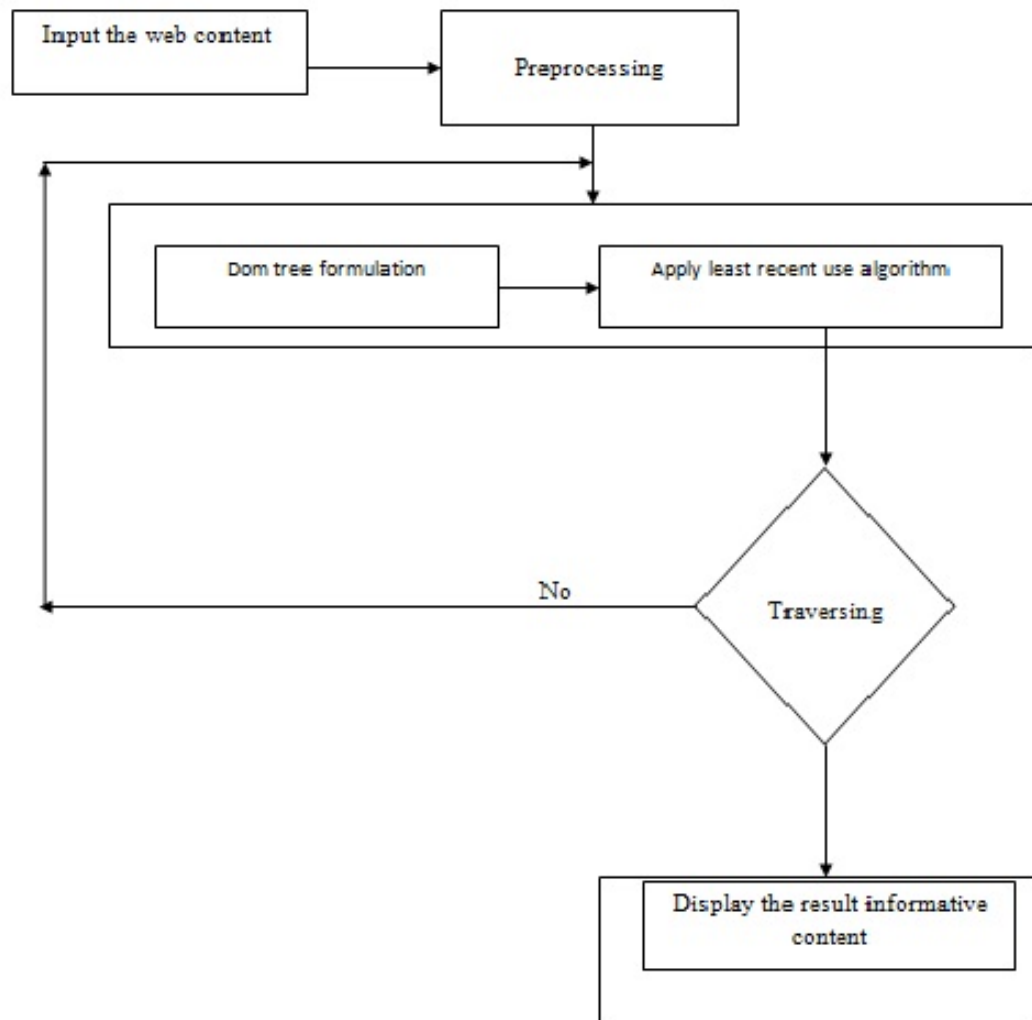 Input the web content
Preprocessing
Dom tree formulation
Apply least recent use algorithm
No
Traversing
Display the result informative
content